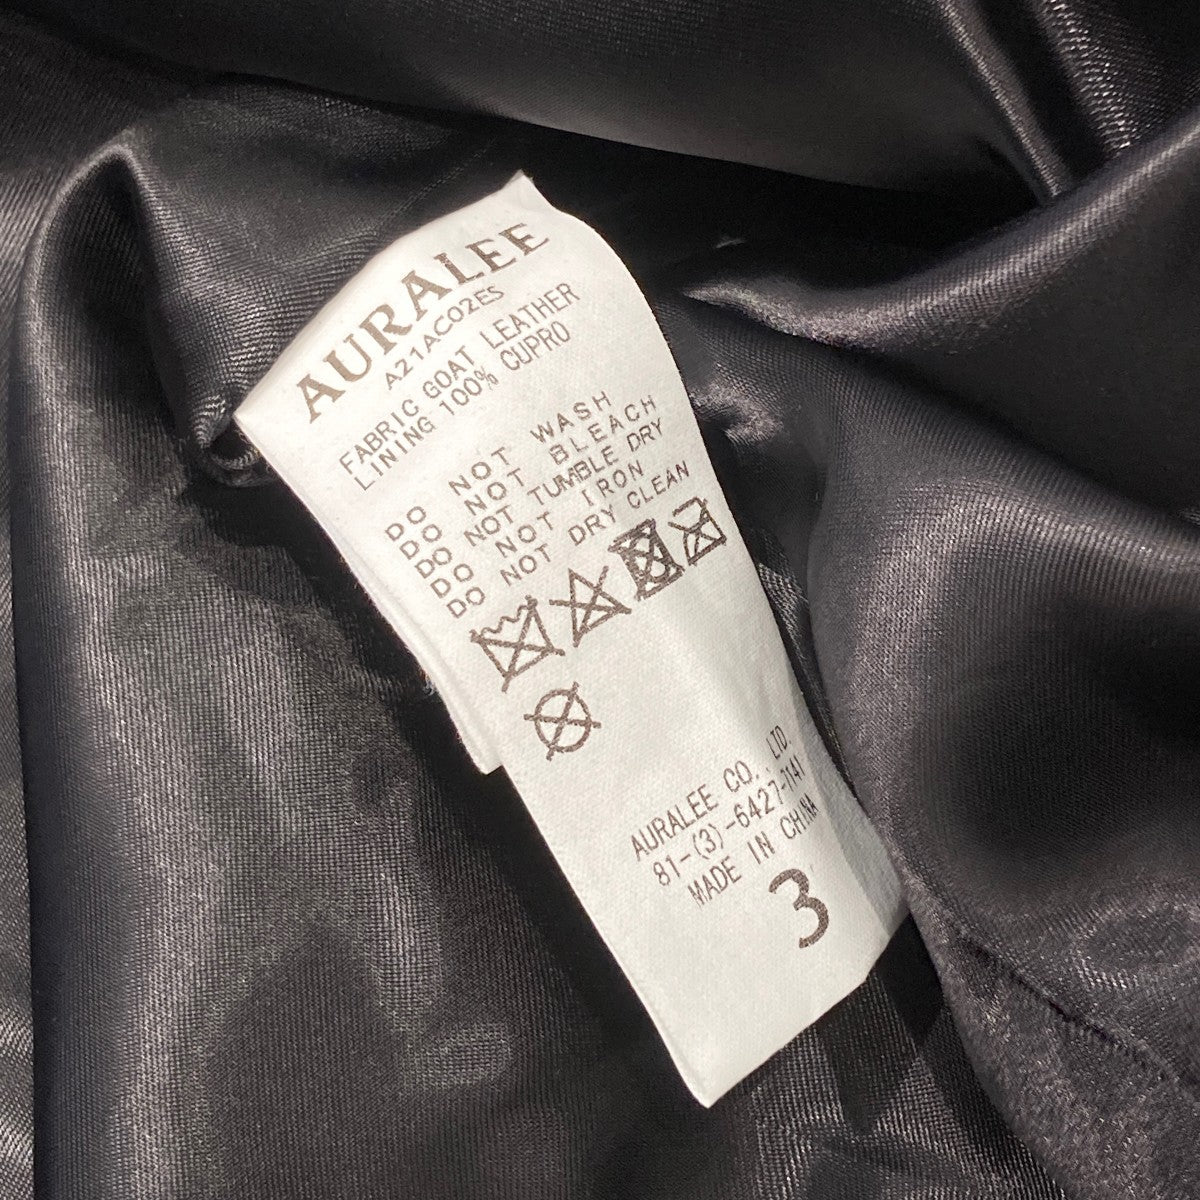 AURALEE
A21AC02ES
FABRIC GOAT LEATHER
LINING 100% CUPRO
DO NOT WASH
DO NOT BLEACH
DO NOT TUMBLE DRY
DO NOT IRON
DO NOT DRY CLEAN
AURALEE CO., LTD.
81-(3)-6427-7141
MADE IN CHINA
3